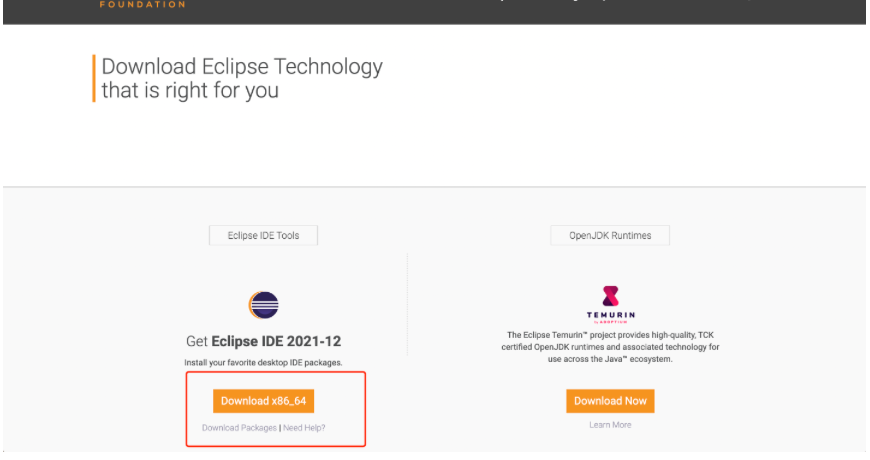 FOUNDATION
Download Eclipse Technology
that is right for you
Eclipse IDE Tools
Get Eclipse IDE 2021-12
Install your favorite desktop IDE packages.
Download x86_64
Download Packages | Need Help?
OpenJDK Runtimes
TEMURIN
BY ADOPTIUM
The Eclipse Temurin™ project provides high-quality, TCK
certified OpenJDK runtimes and associated technology for
use across the Java™ ecosystem.
Download Now
Learn More